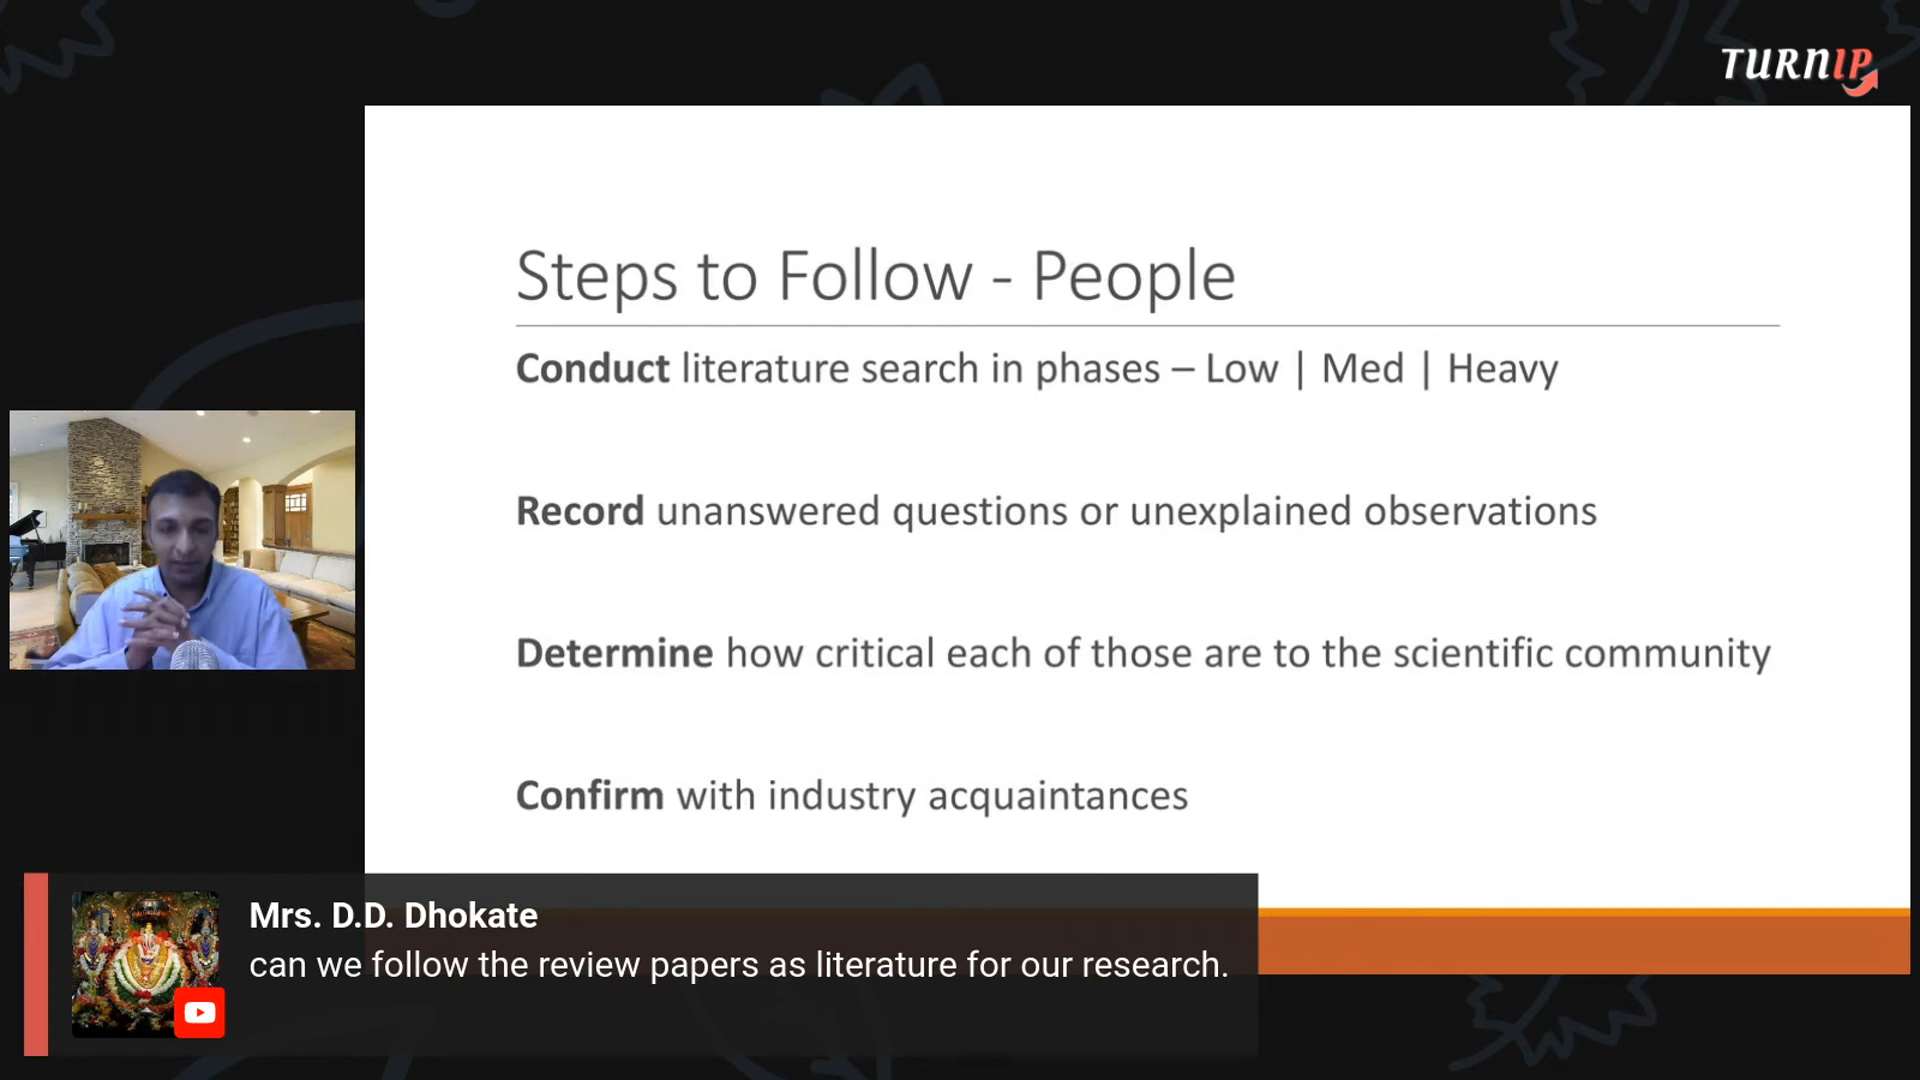 TURNIP
Steps to Follow - People
Conduct literature search in phases – Low | Med | Heavy
Record unanswered questions or unexplained observations
Determine how critical each of those are to the scientific community
Confirm with industry acquaintances
Mrs. D.D. Dhokate
can we follow the review papers as literature for our research.